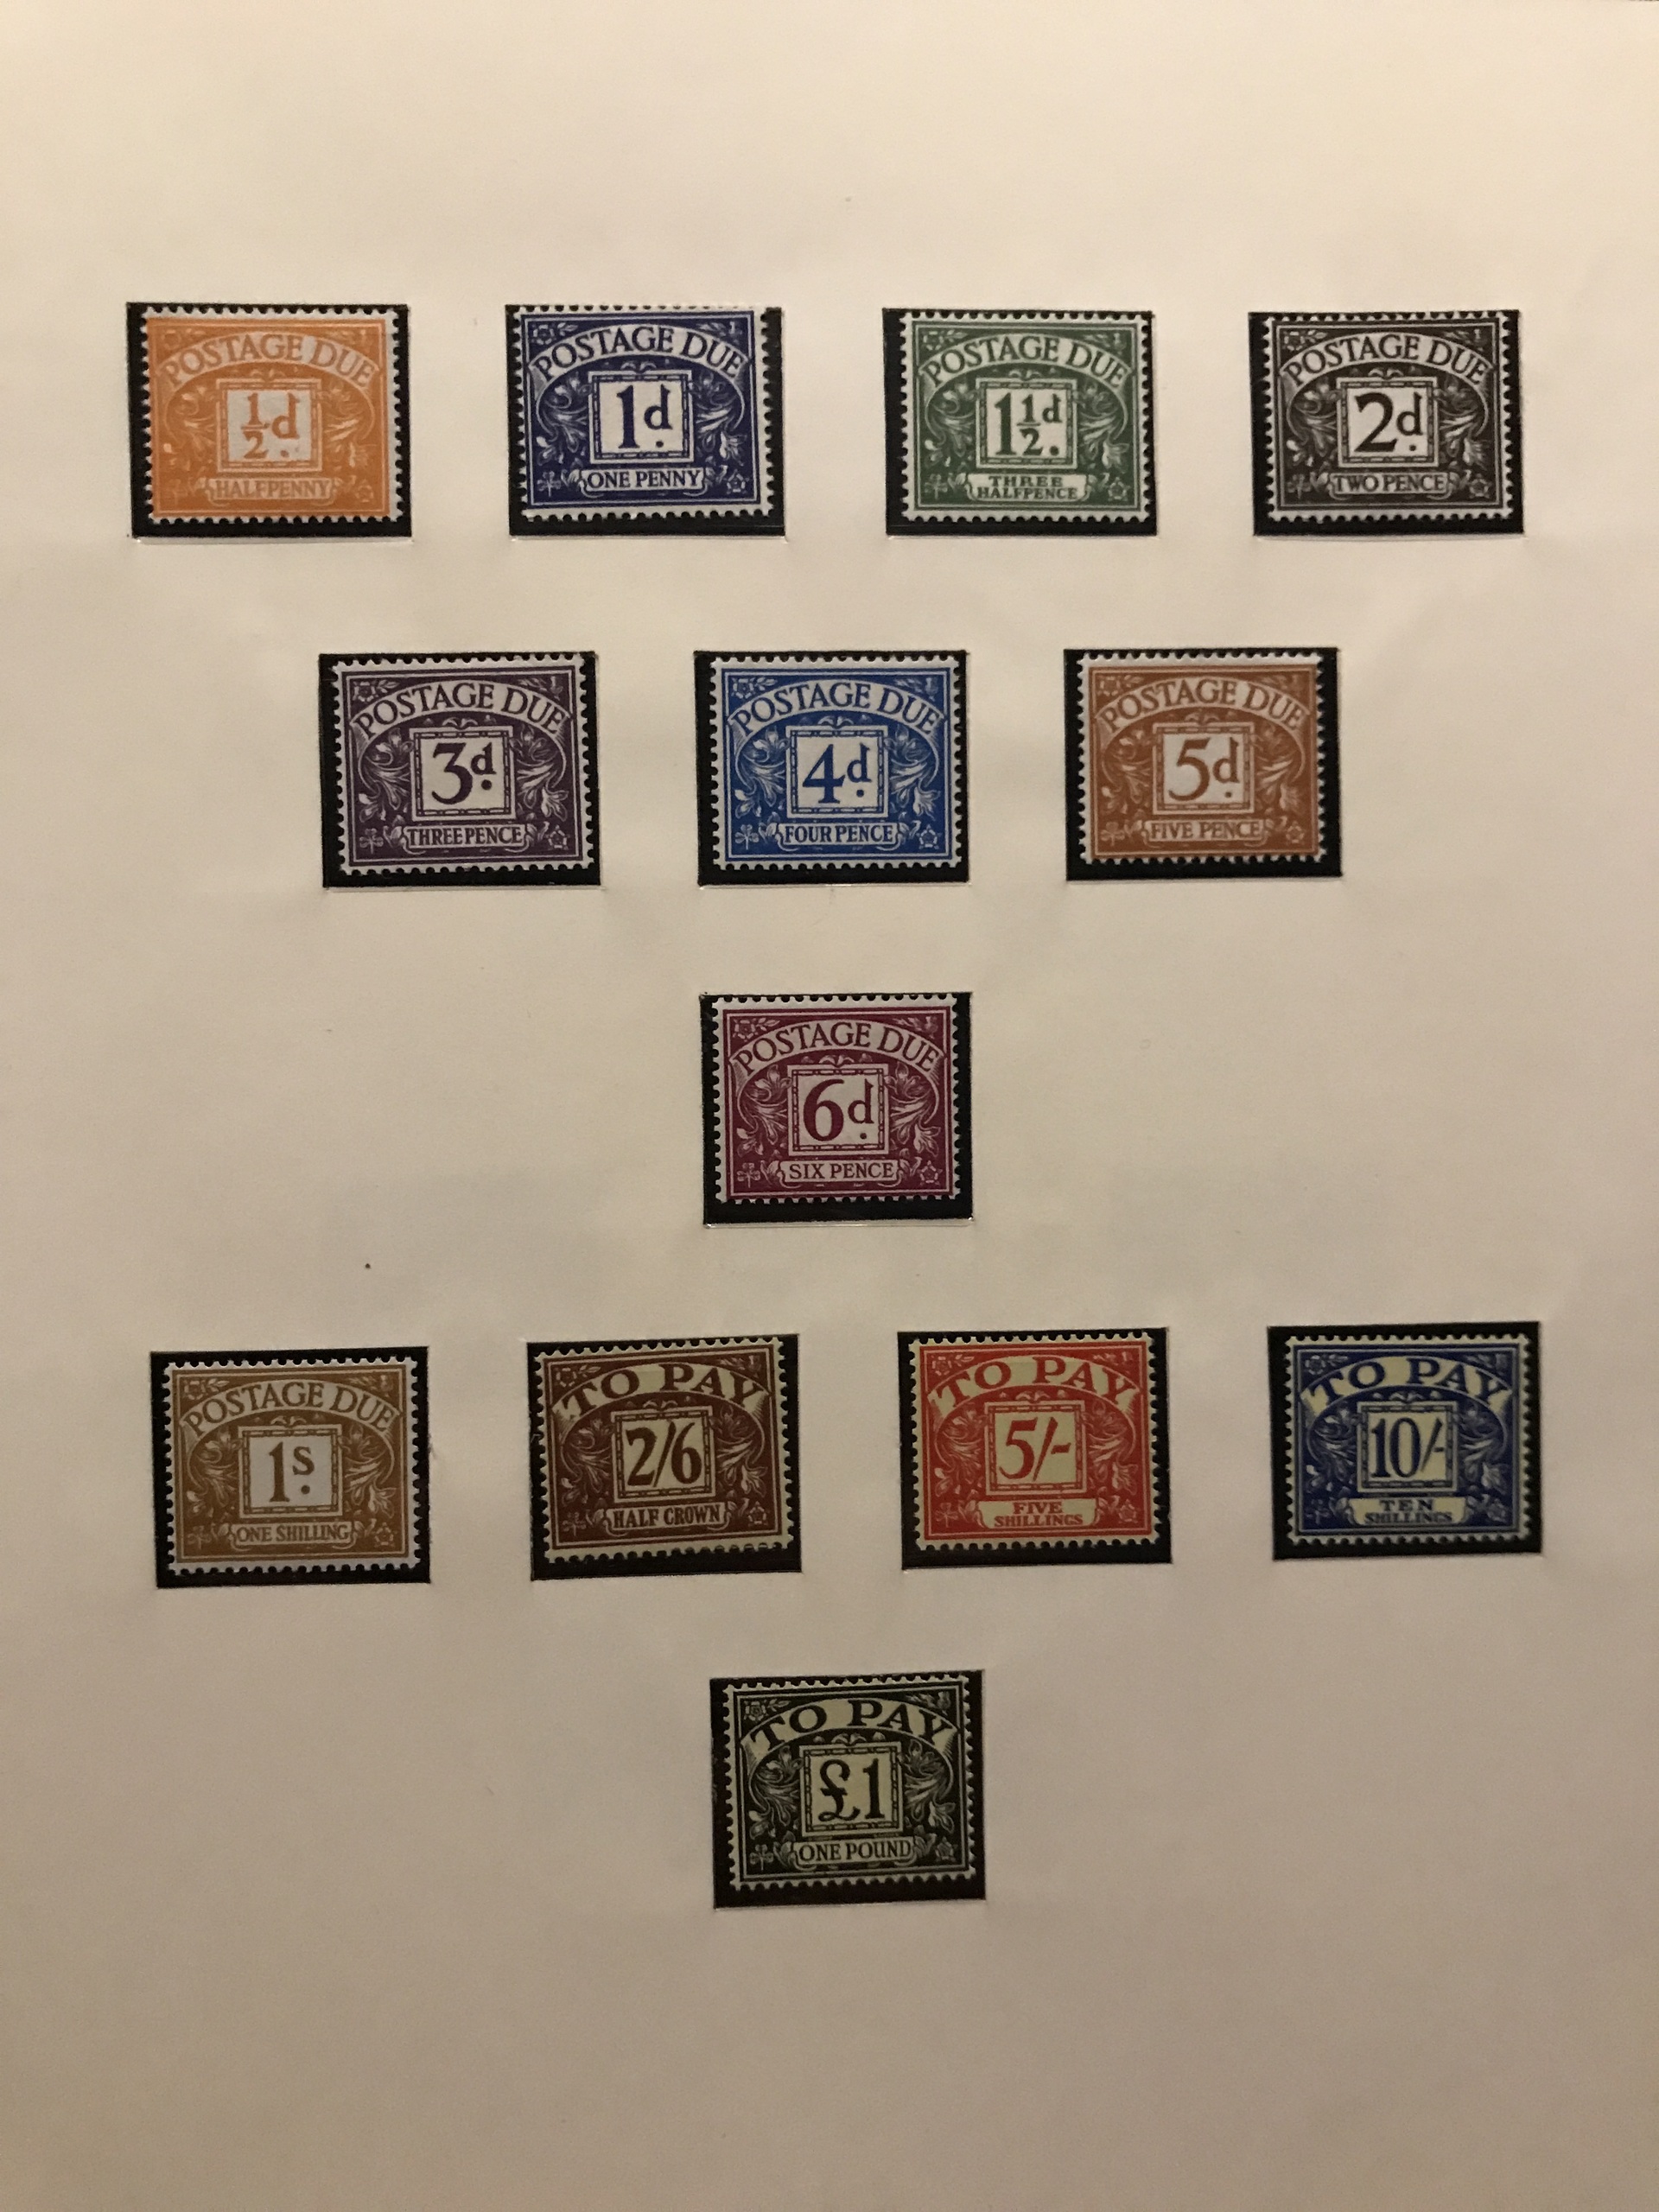 POSTAGE DUE
½d.
HALFPENNY
POSTAGE DUE
1d.
ONE PENNY
POSTAGE DUE
1½d.
THREE
HALFPENCE
POSTAGE DUE
2d.
TWO PENCE
POSTAGE DUE
3d.
THREE PENCE
POSTAGE DUE
4d.
FOUR PENCE
POSTAGE DUE
5d.
FIVE PENCE
POSTAGE DUE
6d.
SIX PENCE
POSTAGE DUE
1s.
ONE SHILLING
TO PAY
2/6
HALF CROWN
TO PAY
5/-
FIVE
SHILLINGS
TO PAY
10/-
TEN
SHILLINGS
TO PAY
£1
ONE POUND